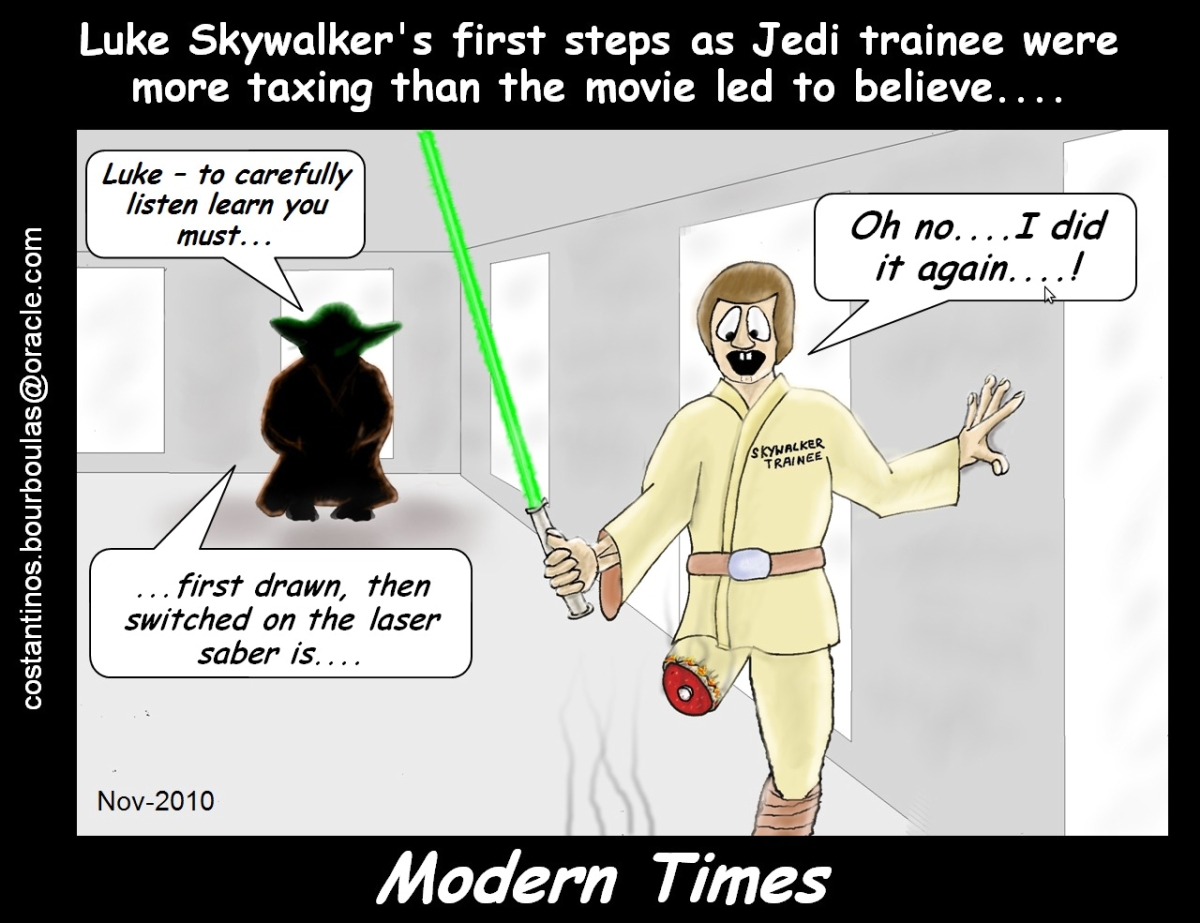 Luke Skywalker's first steps as Jedi trainee were
more taxing than the movie led to believe....
Luke – to carefully
listen learn you
must...
Oh no....I did
it again....!
SKYWALKER
TRAINEE
...first drawn, then
switched on the laser
saber is....
costantinos.bourboulas@oracle.com
Nov-2010
Modern Times